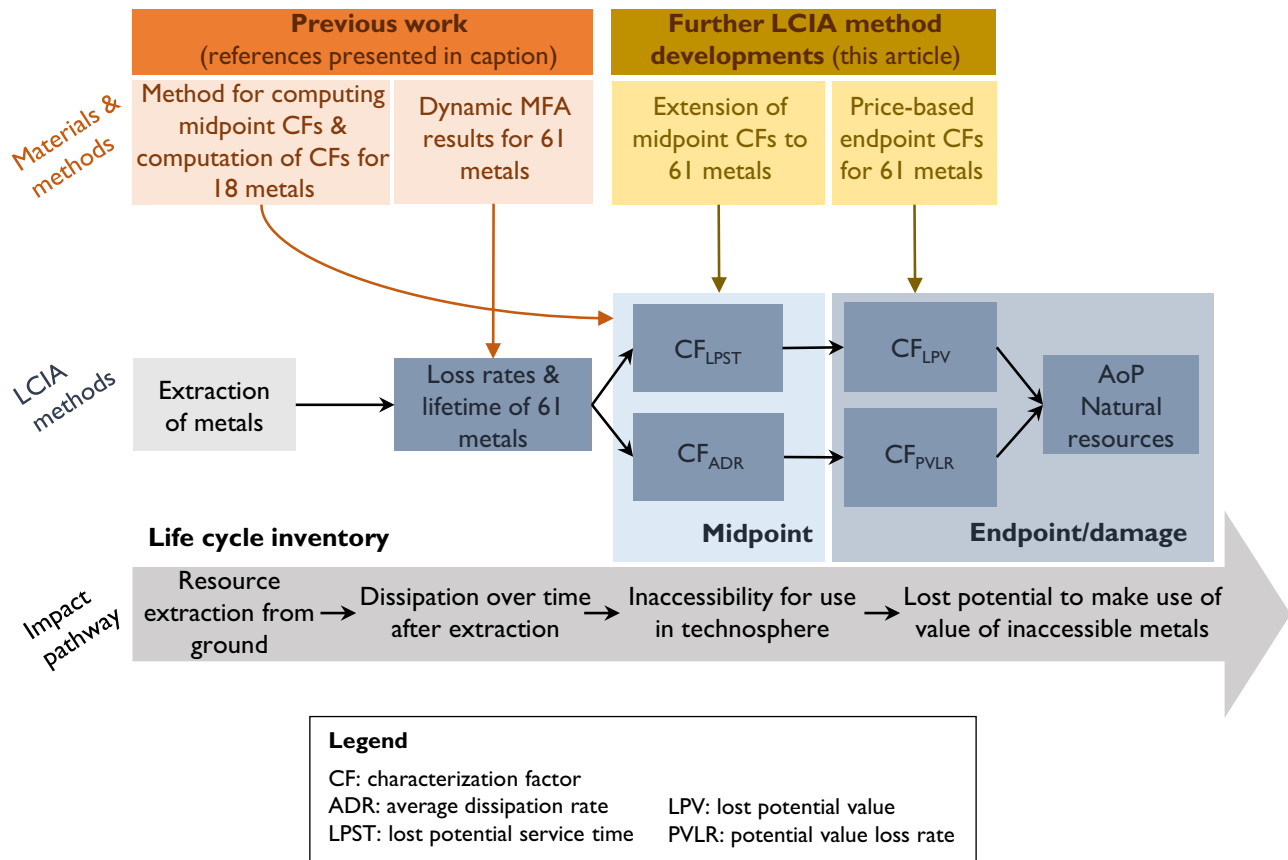 Previous work
(references presented in caption)
Further LCIA method
developments (this article)
Materials &
methods
Method for computing
midpoint CFs &
computation of CFs for
18 metals
Dynamic MFA
results for 61
metals
Extension of
midpoint CFs to
61 metals
Price-based
endpoint CFs
for 61 metals
LCIA
methods
Extraction
of metals
Loss rates &
lifetime of 61
metals
CFLPST
CFADR
CFLPV
CFPVLR
AoP
Natural
resources
Life cycle inventory
Midpoint
Endpoint/damage
Impact
pathway
Resource
extraction from
ground
Dissipation over time
after extraction
Inaccessibility for use
in technosphere
Lost potential to make use of
value of inaccessible metals
Legend
CF: characterization factor
ADR: average dissipation rate
LPST: lost potential service time
LPV: lost potential value
PVLR: potential value loss rate